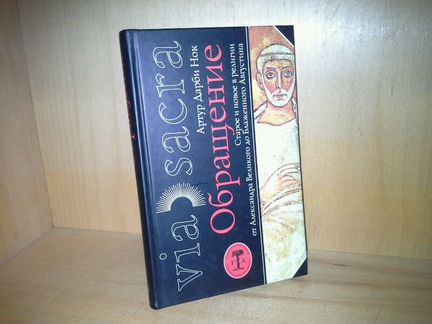 via sacra
Артур Дарби Нок
Обращение
Старое и новое в религии
от Александра Великого до Блаженного Августина